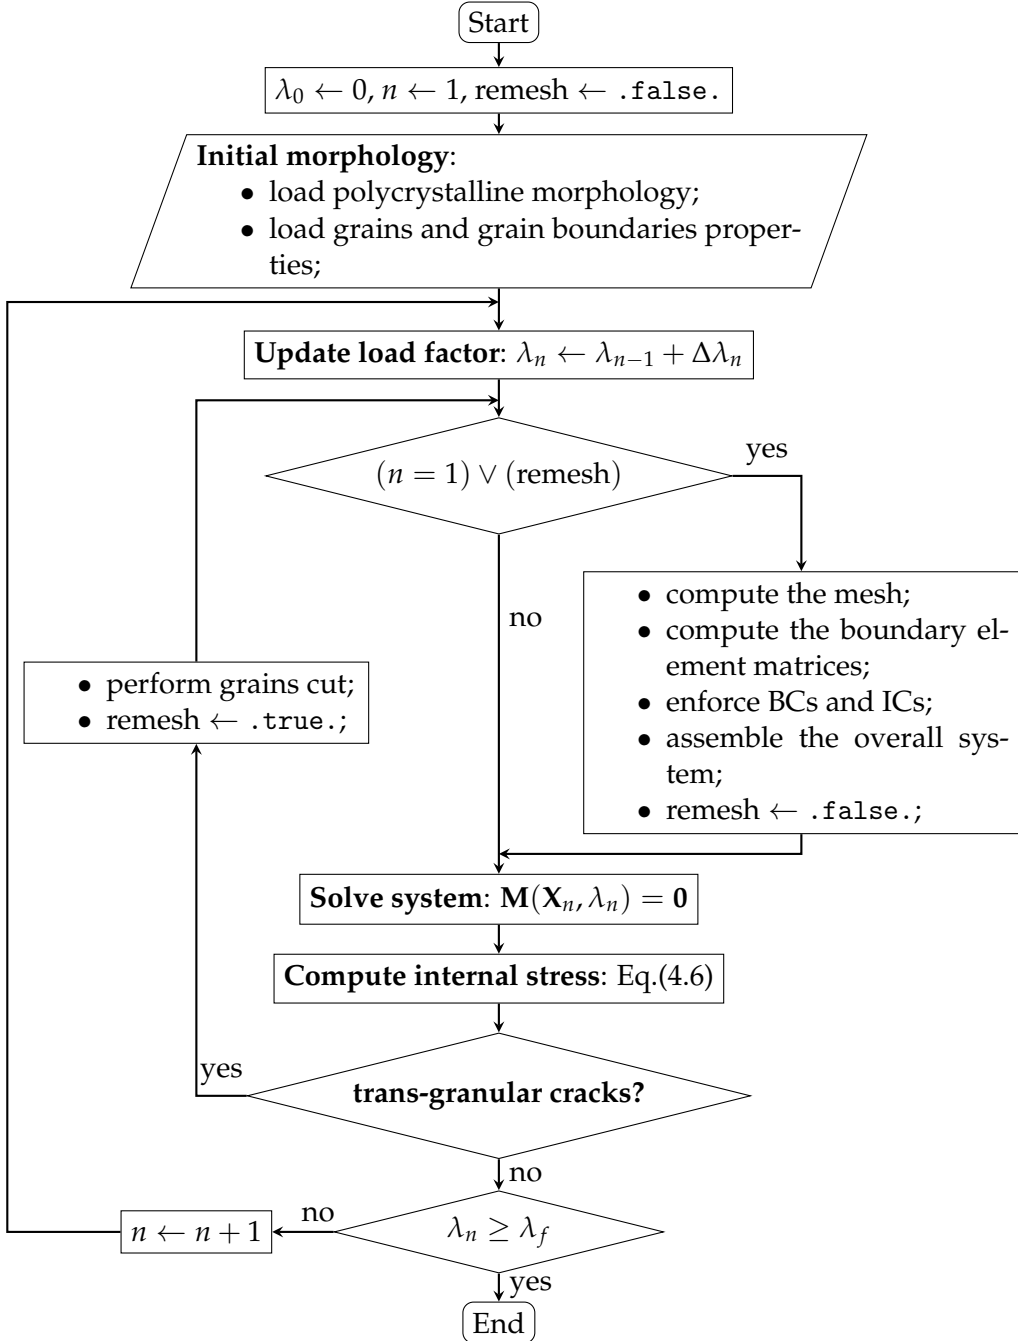 Start
λ₀ ← 0, n ← 1, remesh ← .false.
Initial morphology:
• load polycrystalline morphology;
• load grains and grain boundaries proper-
ties;
Update load factor: λₙ ← λₙ₋₁ + Δλₙ
(n = 1) ∨ (remesh)
yes
no
• compute the mesh;
• compute the boundary el-
ement matrices;
• enforce BCs and ICs;
• assemble the overall sys-
tem;
• remesh ← .false.;
• perform grains cut;
• remesh ← .true.;
Solve system: M(Xₙ, λₙ) = 0
Compute internal stress: Eq.(4.6)
trans-granular cracks?
yes
no
λₙ ≥ λ_f
no
n ← n + 1
yes
End